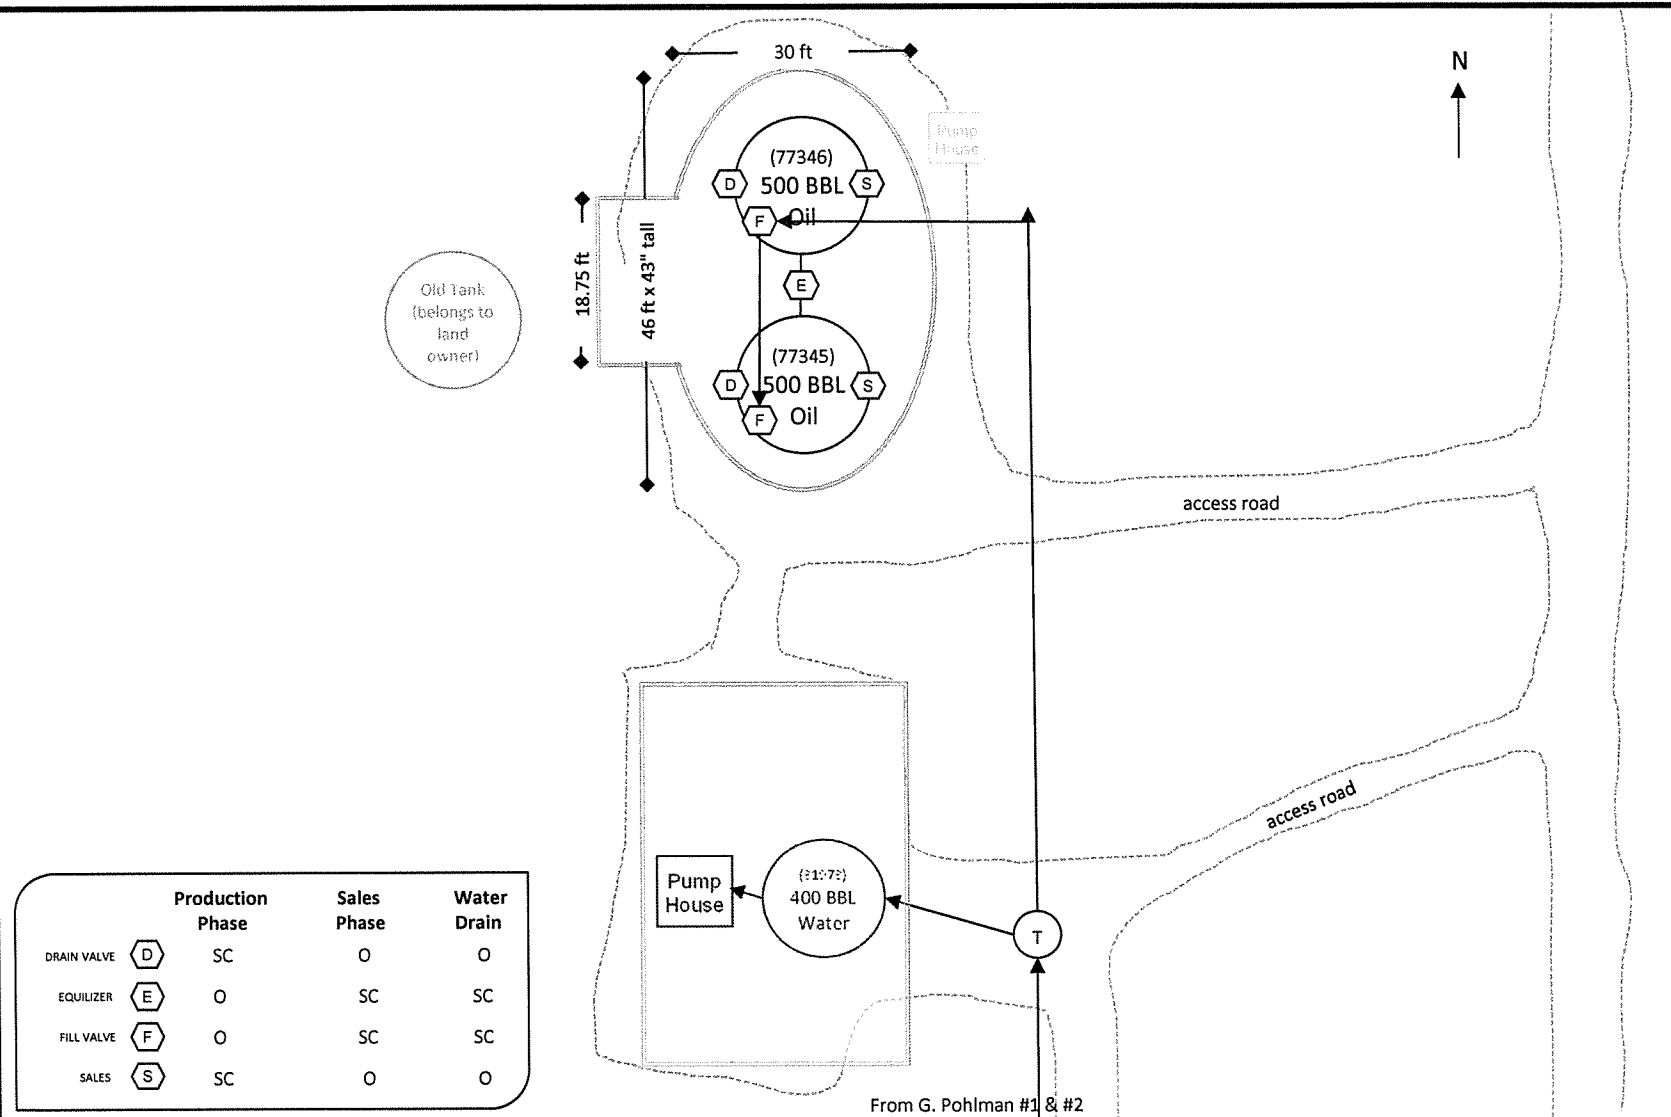 30 ft
N
Pump
House
(77346)
D
500 BBL
S
F
Oil
18.75 ft
46 ft x 43" tall
E
Old Tank
(belongs to
land
owner)
(77345)
D
500 BBL
S
F
Oil
access road
access road
Pump
House
400 BBL
Water
T
Production
Phase
Sales
Phase
Water
Drain
DRAIN VALVE D SC O O
EQUILIZER E O SC SC
FILL VALVE F O SC SC
SALES S SC O O
From G. Pohlman #1 & #2